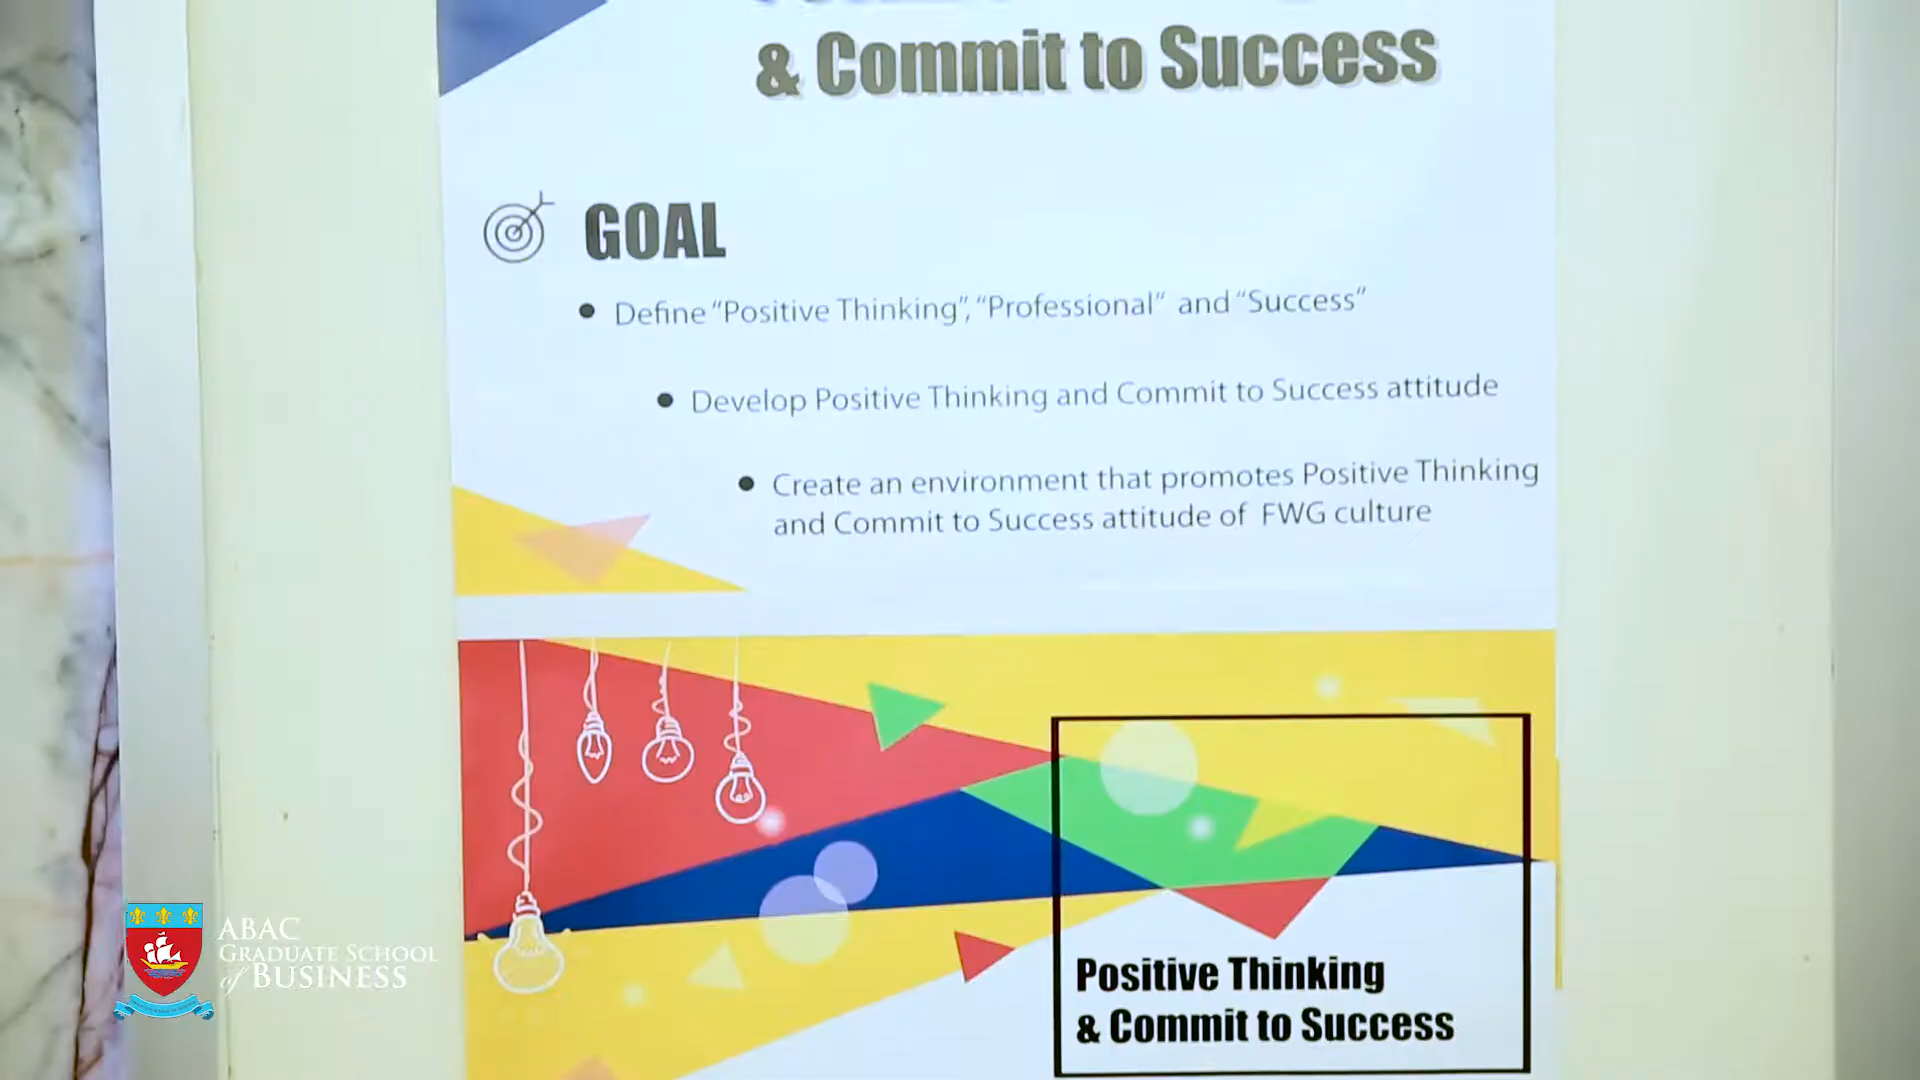 & Commit to Success
GOAL
• Define “Positive Thinking”, “Professional” and “Success”
• Develop Positive Thinking and Commit to Success attitude
• Create an environment that promotes Positive Thinking
and Commit to Success attitude of FWG culture
Positive Thinking
& Commit to Success
ABAC
GRADUATE SCHOOL
of BUSINESS